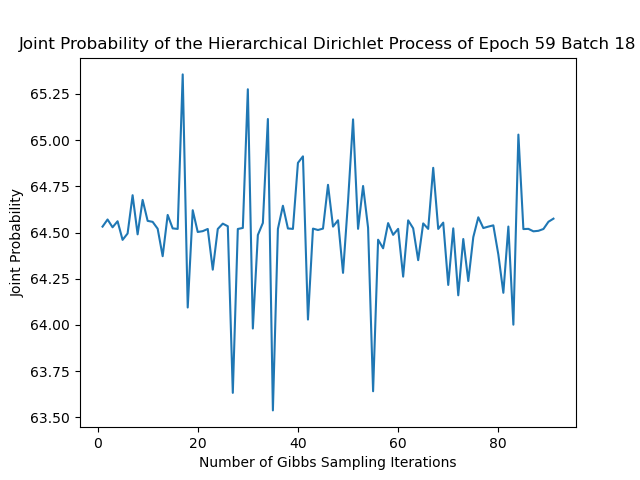 Joint Probability of the Hierarchical Dirichlet Process of Epoch 59 Batch 18
65.25
65.00
64.75
64.50
64.25
64.00
63.75
63.50
Joint Probability
0 20 40 60 80
Number of Gibbs Sampling Iterations